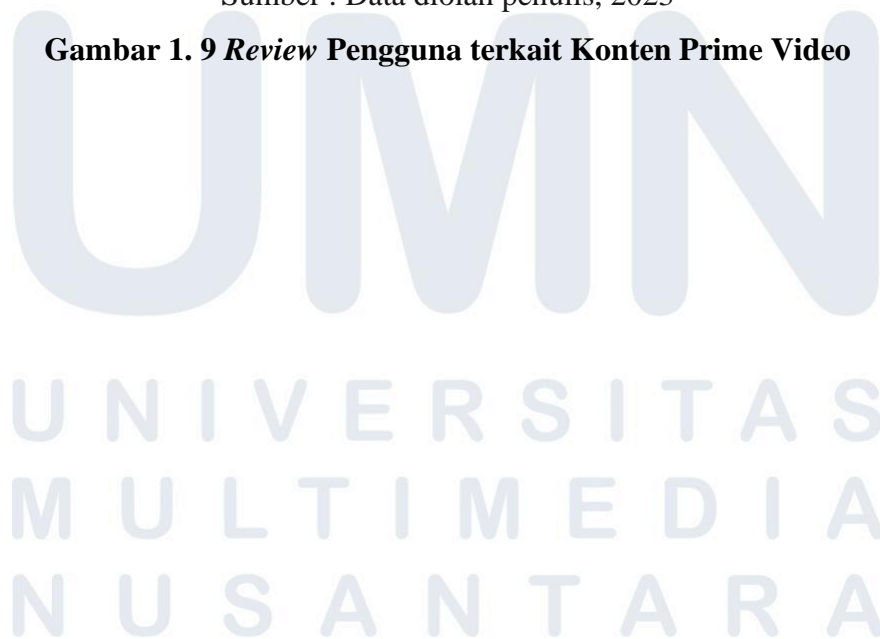 Sumber : Data diolah penulis, 2023
Gambar 1. 9 Review Pengguna terkait Konten Prime Video
UMN
UNIVERSITAS
MULTIMEDIA
NUSANTARA